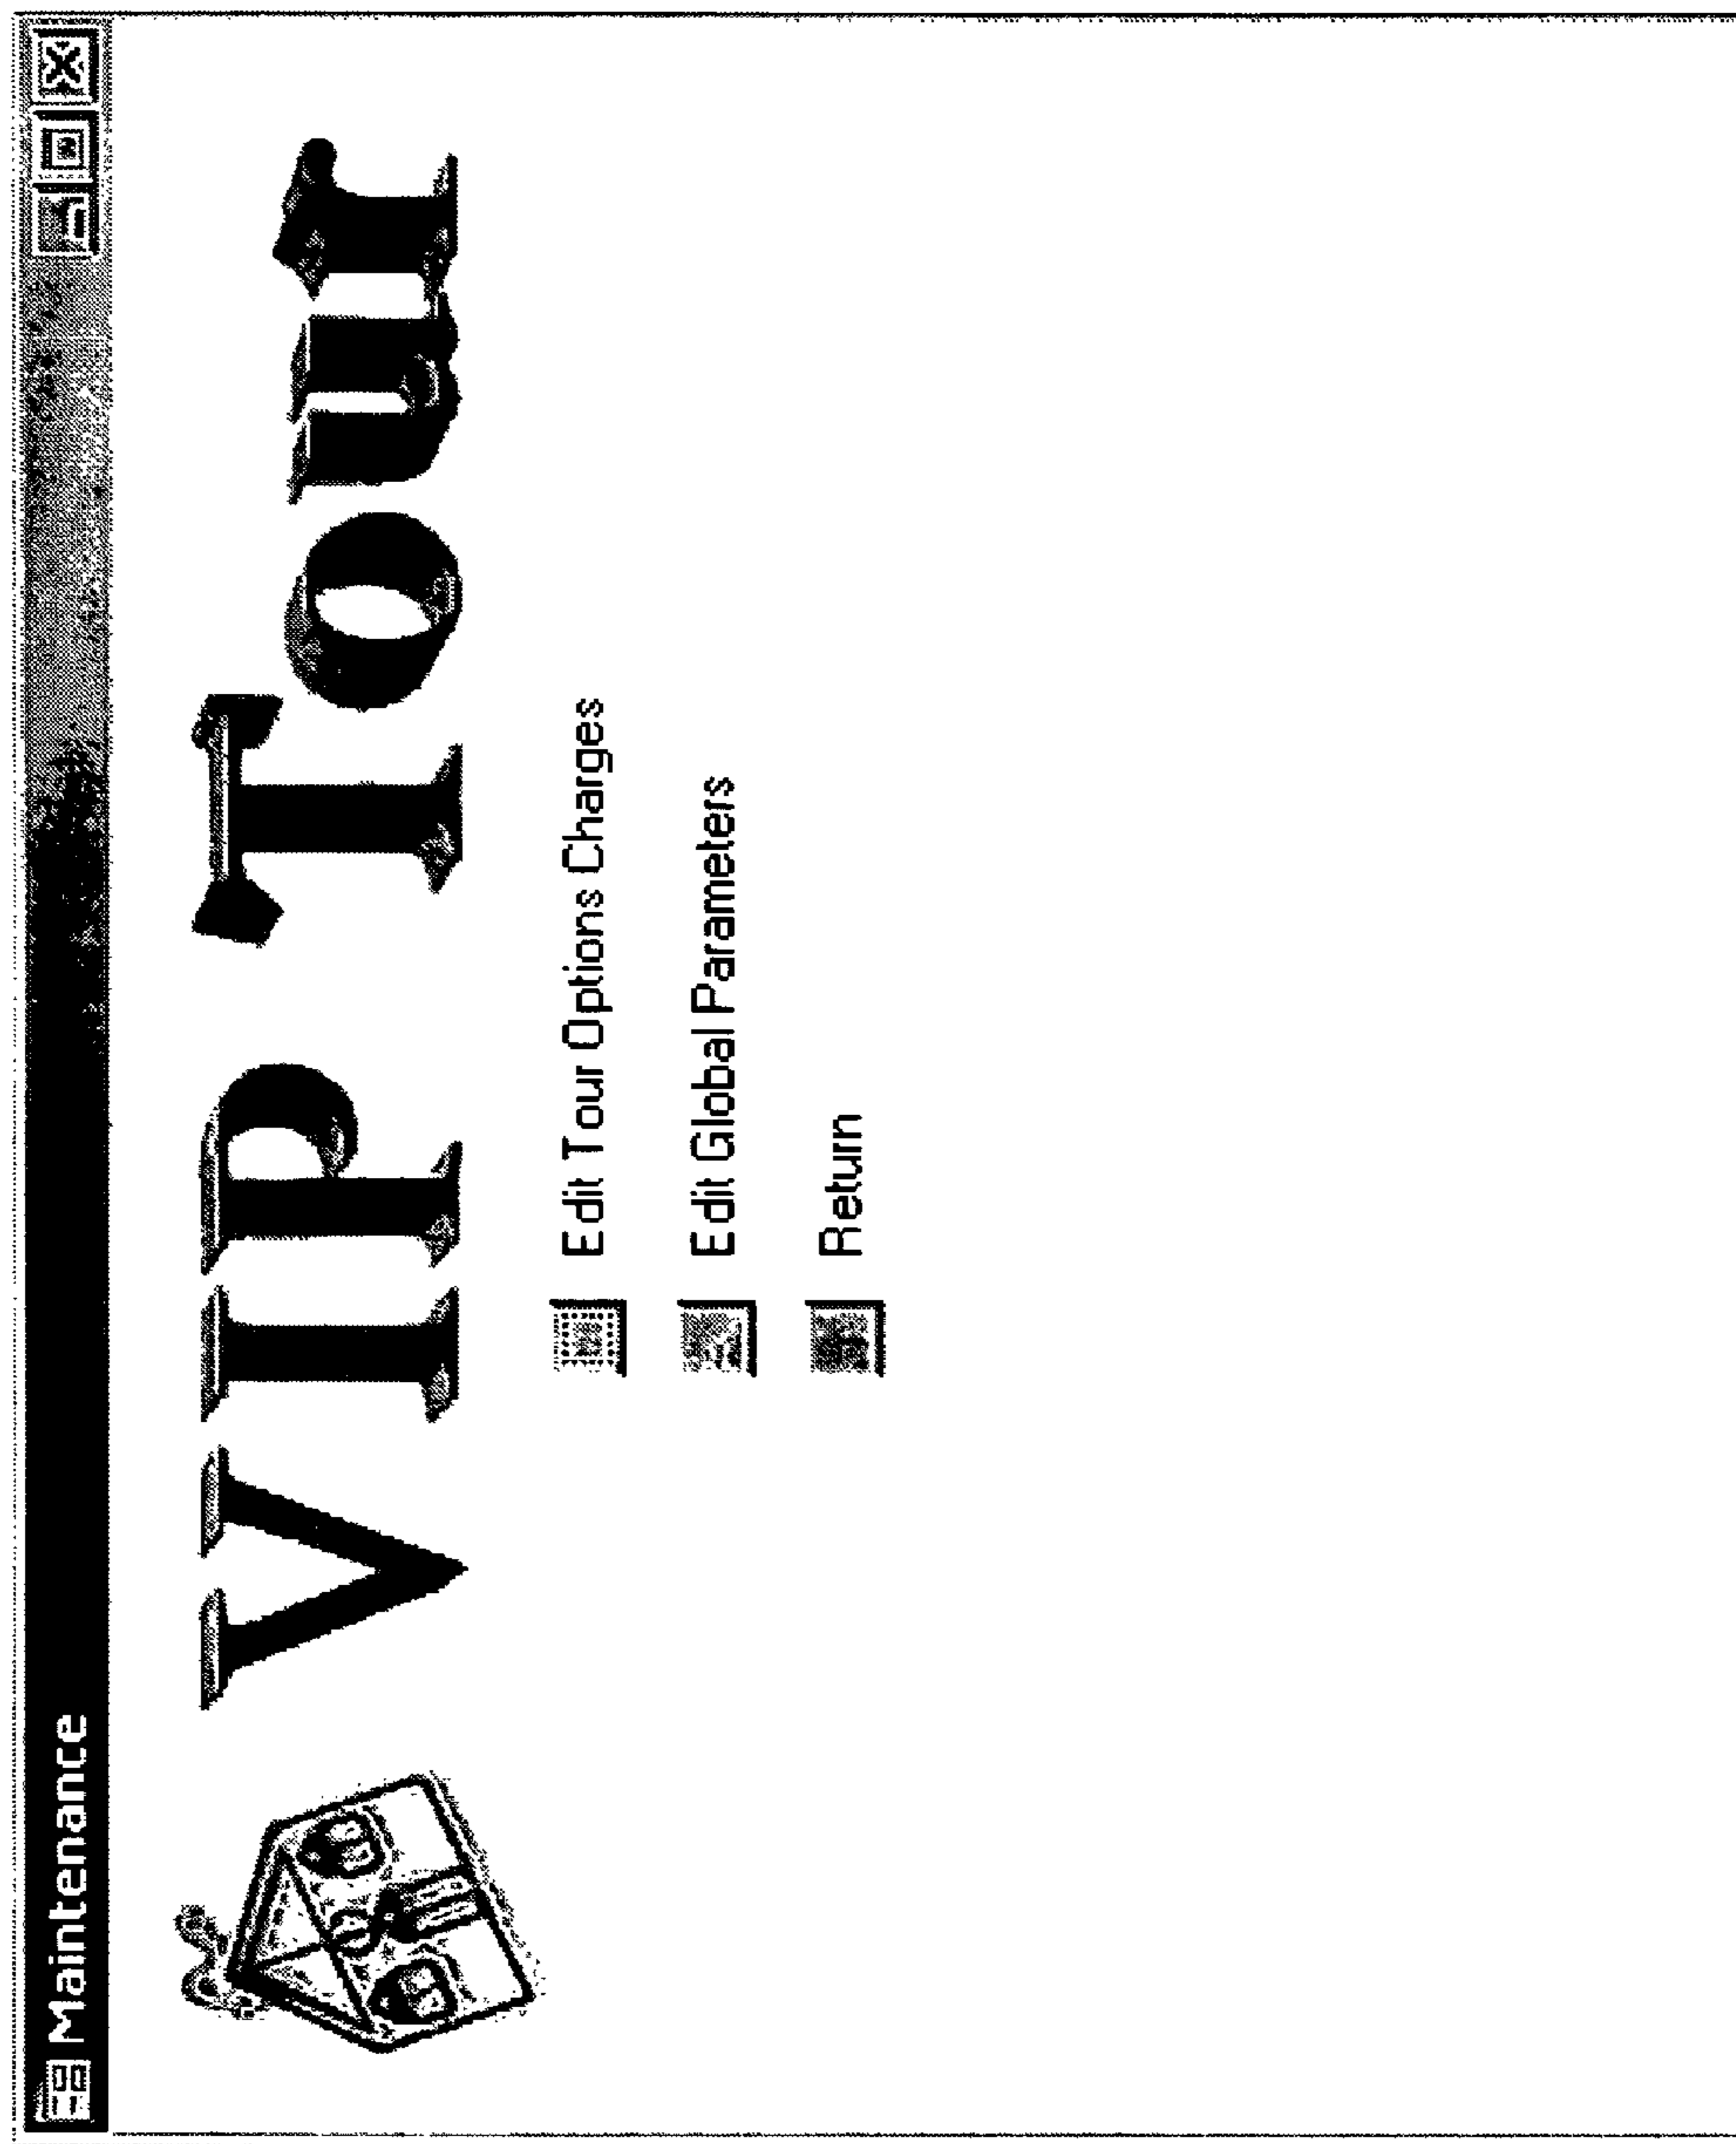 Maintenance
VIP Tour
Edit Tour Options Charges
Edit Global Parameters
Return